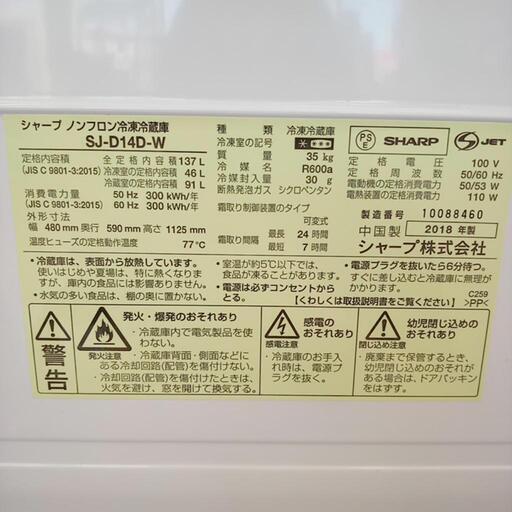 シャープ ノンフロン冷凍冷蔵庫
SJ-D14D-W
定格内容積 全定格内容積 137 L
(JIS C 9801-3:2015) 冷凍室の内容積 46 L
冷蔵室の内容積 91 L
消費電力量 50 Hz 300 kWh/年
(JIS C 9801-3:2015) 60 Hz 300 kWh/年
外形寸法
幅 480 mm 奥行 590 mm 高さ 1125 mm
温度ヒューズの定格動作温度 77℃
種類 冷凍冷蔵庫
冷凍室の記号
質量 35 kg
冷媒 R600a
冷媒封入量 30 g
断熱発泡ガス シクロペンタン
霜取り制御装置のタイプ
可変式
霜取り間隔 最長 24 時間
最短 7 時間
PS E SHARP S JET
定格電圧 100 V
定格周波数 50/60 Hz
電動機の定格消費電力 50/53 W
電熱装置の定格消費電力 110 W
製造番号 10088460
中国製 2018 年製
シャープ株式会社
●冷蔵庫は、表面から放熱しています。
据付けはじめや夏場は、特に熱く感じますが、庫内の食品には影響ありません。
●水気の多い食品は、棚の奥に置かない。
●室温が約5℃以下では、食品が凍ることがあります。
●電源は必ずコンセントからとる。
●電源プラグを抜いたら6分待つ。
すぐに差し込むと冷蔵庫が傷みます。
【くわしくは取扱説明書をご覧ください】
C259
>PP<
警告
発火・爆発のおそれあり
発火注意
・冷蔵庫内で電気製品を使わない。
・冷蔵庫背面・側面などにある冷却回路(配管)を傷付けない。
・冷却回路(配管)を傷付けたときは、火気を避け、窓を開けて換気する。
感電のおそれあり
感電注意
・冷蔵庫のお手入れ時は、電源プラグを抜く。
幼児閉じ込めのおそれあり
・廃棄まで保管するときに、幼児閉じ込めのおそれがある場合は、ドアパッキンをはずす。